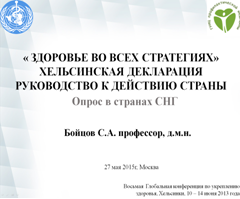 « ЗДОРОВЬЕ ВО ВСЕХ СТРАТЕГИЯХ»
ХЕЛЬСИНСКАЯ ДЕКЛАРАЦИЯ
РУКОВОДСТВО К ДЕЙСТВИЮ СТРАНЫ
Опрос в странах СНГ
Бойцов С.А. профессор, д.м.н.
27 мая 2015г. Москва
Восьмая Глобальная конференция по укреплению
здоровья, Хельсинки, 10 – 14 июня 2013 года